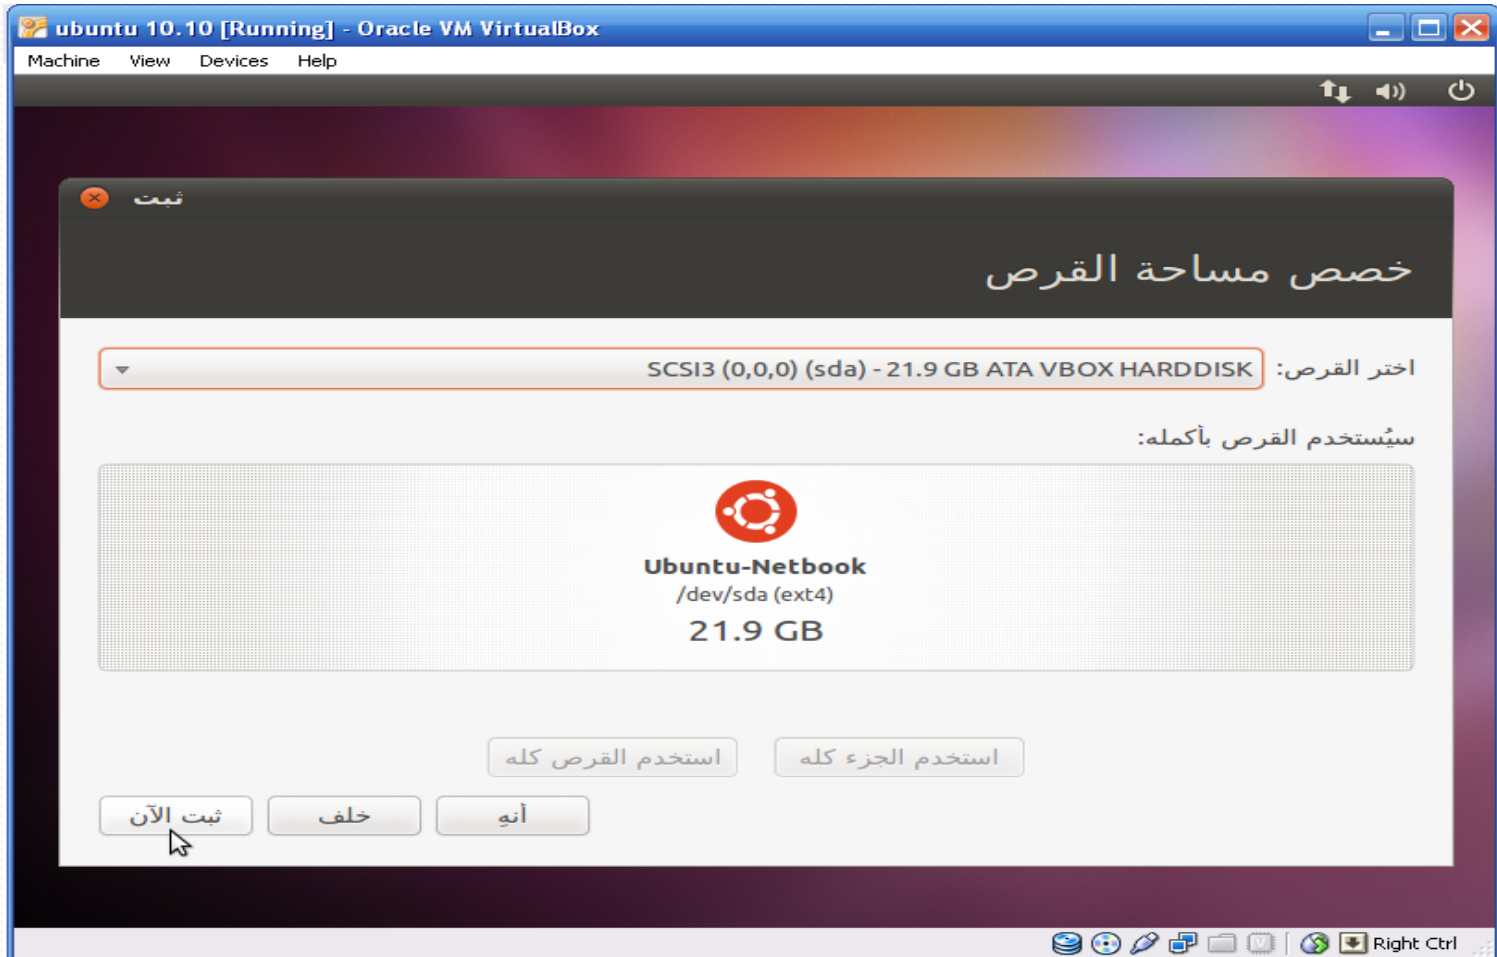 ubuntu 10.10 [Running] - Oracle VM VirtualBox
Machine View Devices Help
ثبت
خصص مساحة القرص
اختر القرص: SCSI3 (0,0,0) (sda) - 21.9 GB ATA VBOX HARDDISK
سيُستخدم القرص بأكمله:
Ubuntu-Netbook
/dev/sda (ext4)
21.9 GB
استخدم الجزء كله استخدم القرص كله
أنهِ خلف ثبت الآن
Right Ctrl